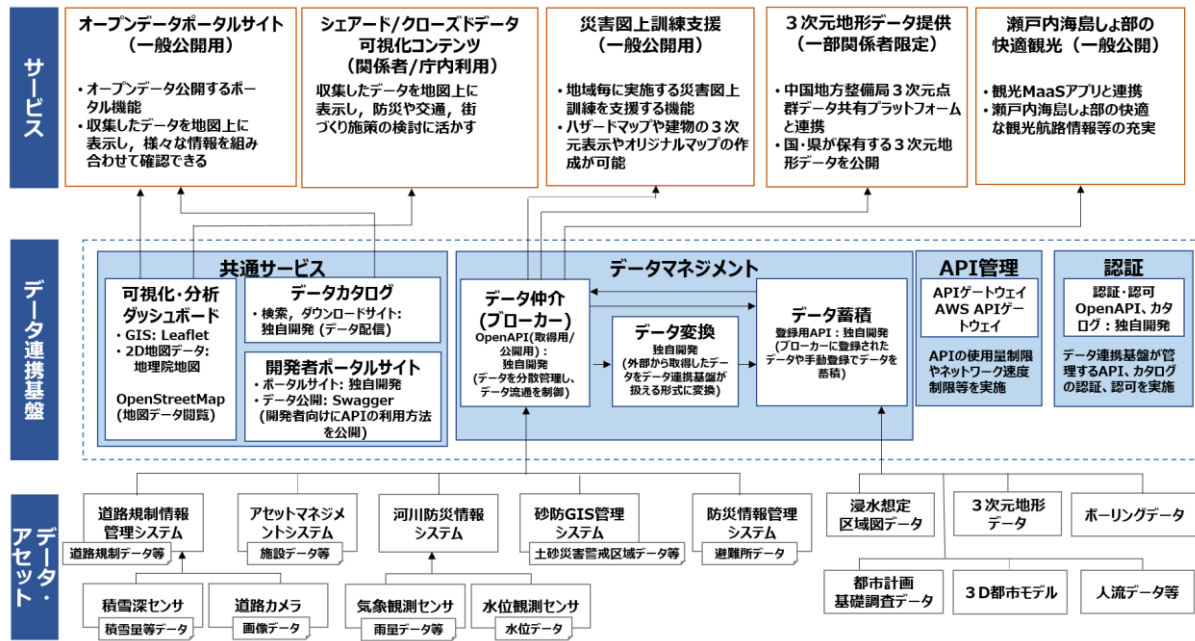 サービス
オープンデータポータルサイト
（一般公開用）
・オープンデータ公開するポー
タル機能
・収集したデータを地図上に
表示し，様々な情報を組み
合わせて確認できる
シェアード/クローズドデータ
可視化コンテンツ
（関係者/庁内利用）
収集したデータを地図上に
表示し，防災や交通，街
づくり施策の検討に活かす
災害図上訓練支援
（一般公開用）
・地域毎に実施する災害図上
訓練を支援する機能
・ハザードマップや建物の３次
元表示やオリジナルマップの作
成が可能
３次元地形データ提供
（一部関係者限定）
・中国地方整備局３次元点
群データ共有プラットフォーム
と連携
・国・県が保有する３次元地
形データを公開
瀬戸内海島しょ部の
快適観光（一般公開）
・観光MaaSアプリと連携
・瀬戸内海島しょ部の快適
な観光航路情報等の充実
データ連携基盤
共通サービス
可視化・分析
ダッシュボード
・GIS: Leaflet
・2D地図データ:
地理院地図
OpenStreetMap
(地図データ閲覧)
データカタログ
・検索，ダウンロードサイト:
独自開発 (データ配信)
開発者ポータルサイト
・ポータルサイト: 独自開発
・データ公開: Swagger
(開発者向けにAPIの利用方法
を公開)
データマネジメント
データ仲介
(ブローカー)
OpenAPI(取得用/
公開用)：
独自開発
(データを分散管理し、
データ流通を制御)
データ変換
独自開発
(外部から取得したデー
タをデータ連携基盤が
扱える形式に変換)
データ蓄積
登録用API：独自開発
(ブローカーに登録された
データや手動登録でデータを
蓄積)
API管理
APIゲートウェイ
AWS APIゲー
トウェイ
APIの使用量制限
やネットワーク速度
制限等を実施
認証
認証・認可
OpenAPI、カタ
ログ：独自開発
データ連携基盤が管
理するAPI、カタログ
の認証、認可を実施
データ・
アセット
道路規制情報
管理システム
道路規制データ等
アセットマネジメ
ントシステム
施設データ等
河川防災情報
システム
砂防GIS管理
システム
土砂災害警戒区域データ等
防災情報管理
システム
避難所データ
積雪深センサ
積雪量等データ
道路カメラ
画像データ
気象観測センサ
雨量データ等
水位観測センサ
水位データ
浸水想定
区域図データ
３次元地形
データ
ボーリングデータ
都市計画
基礎調査データ
３D都市モデル
人流データ等